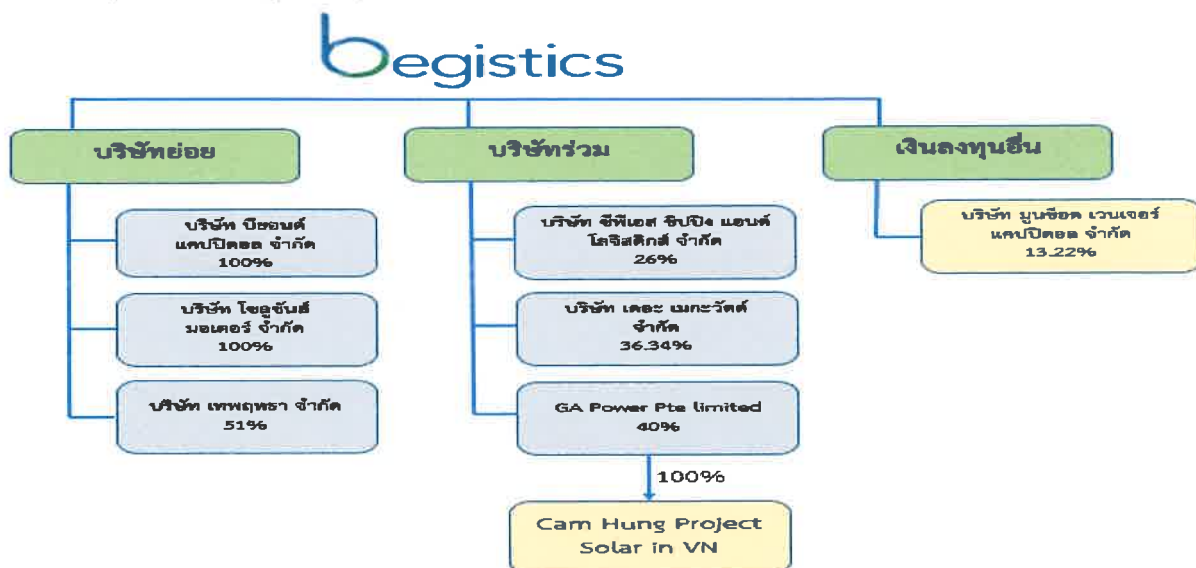 begistics
บริษัทย่อย
บริษัท บียอนด์
แคปปิตอล จำกัด
100%
บริษัท โซลูชันส์
มอเตอร์ จำกัด
100%
บริษัท เทพฤทธา จำกัด
51%
บริษัทร่วม
บริษัท ซีพีเอส ชิปปิ้ง แอนด์
โลจิสติกส์ จำกัด
26%
บริษัท เดอะ เมกะวัตต์
จำกัด
36.34%
GA Power Pte limited
40%
100%
Cam Hung Project
Solar in VN
เงินลงทุนอื่น
บริษัท มูนช็อต เวนเจอร์
แคปปิตอล จำกัด
13.22%